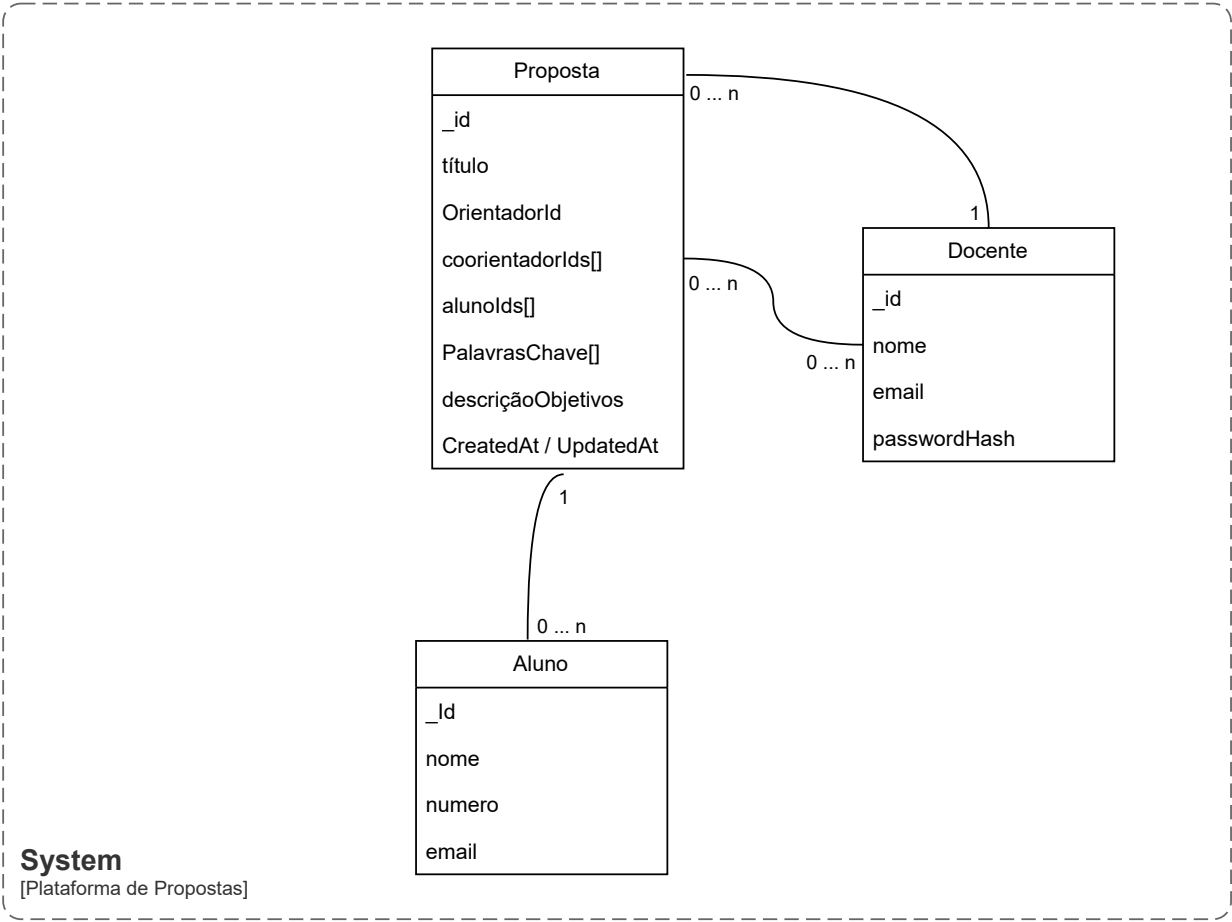 Proposta
_id
título
OrientadorId
coorientadorIds[]
alunoIds[]
PalavrasChave[]
descriçãoObjetivos
CreatedAt / UpdatedAt
0 ... n
1
0 ... n
0 ... n
Docente
_id
nome
email
passwordHash
1
0 ... n
Aluno
_Id
nome
numero
email
System
[Plataforma de Propostas]